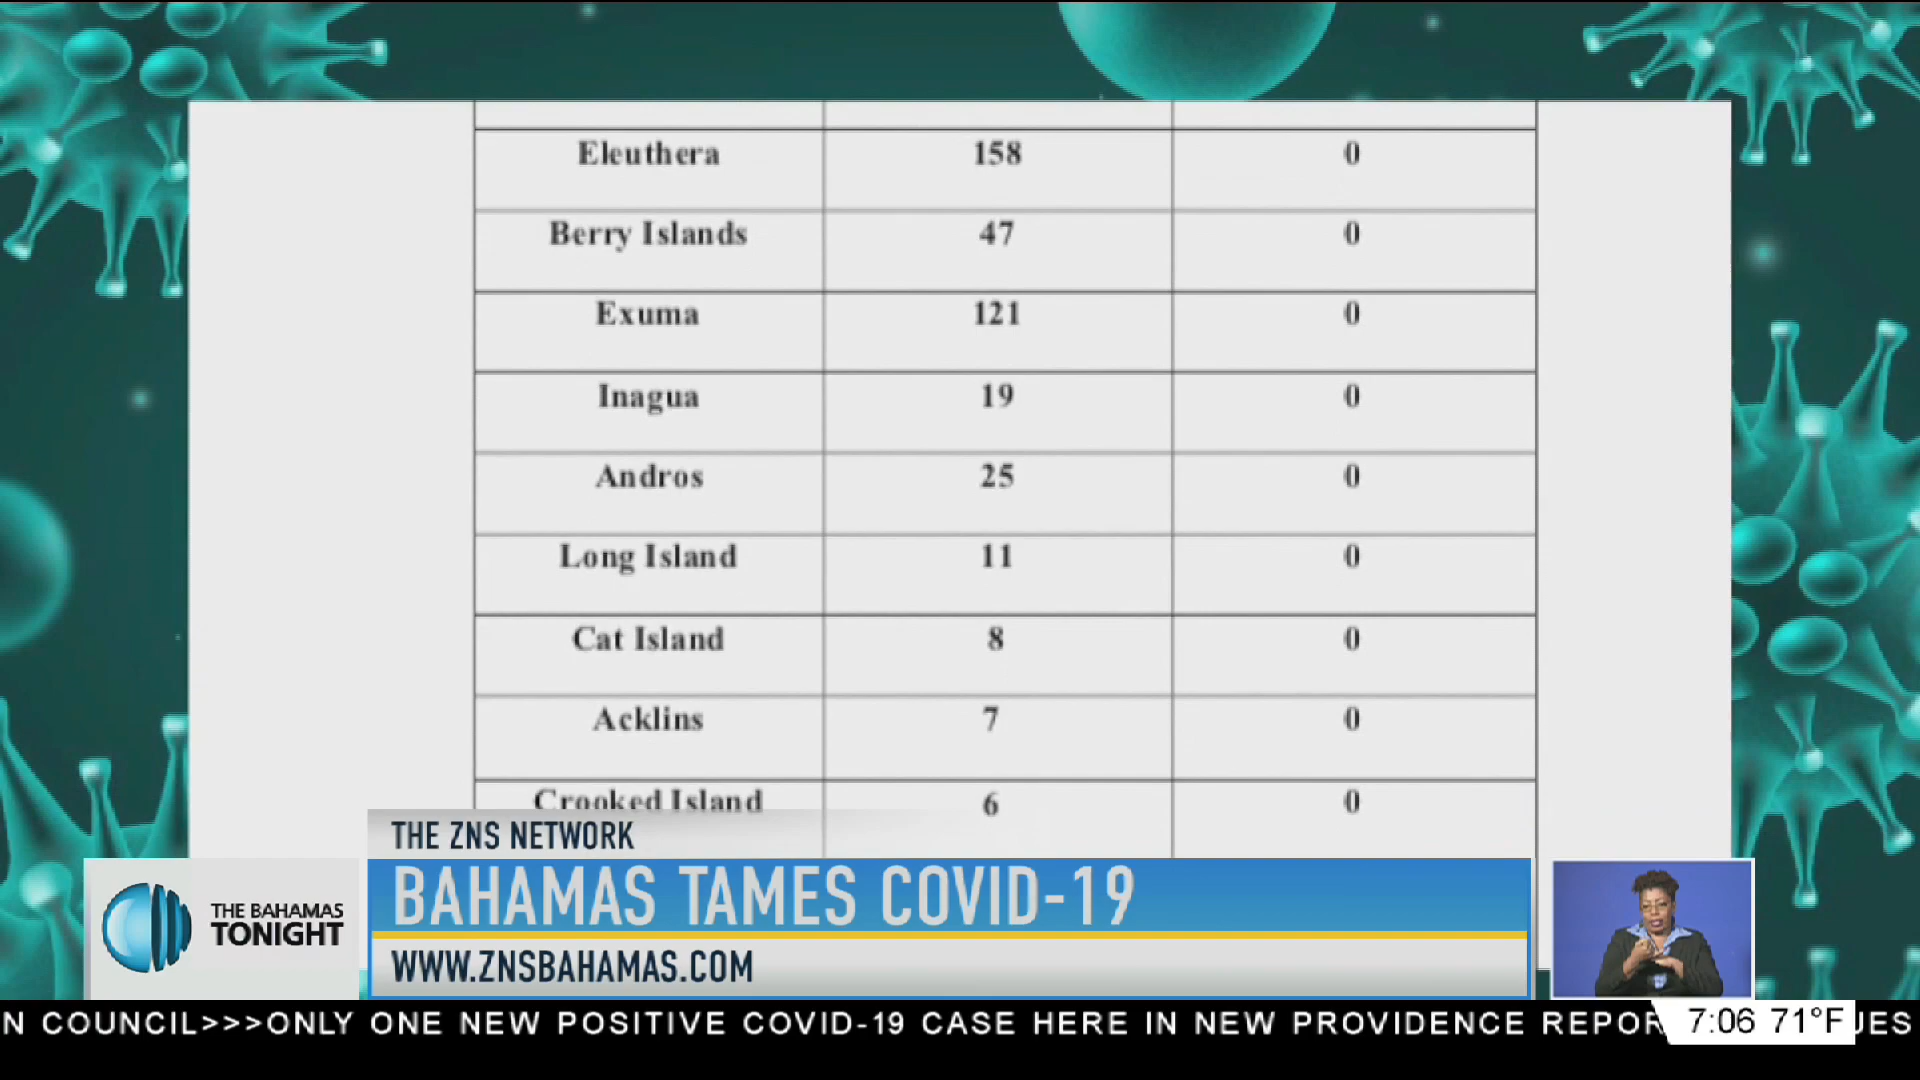 Eleuthera 158 0
Berry Islands 47 0
Exuma 121 0
Inagua 19 0
Andros 25 0
Long Island 11 0
Cat Island 8 0
Acklins 7 0
Crooked Island 6 0
THE ZNS NETWORK
BAHAMAS TAMES COVID-19
WWW.ZNSBAHAMAS.COM
THE BAHAMAS
TONIGHT
N COUNCIL>>>ONLY ONE NEW POSITIVE COVID-19 CASE HERE IN NEW PROVIDENCE REPOR
7:06 71°F